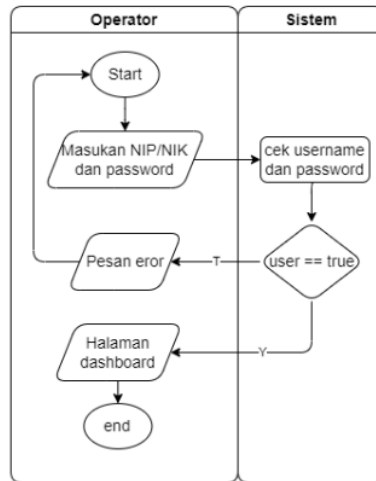 Operator
Sistem
Start
Masukan NIP/NIK
dan password
cek username
dan password
Pesan eror
T
user == true
Halaman
dashboard
Y
end